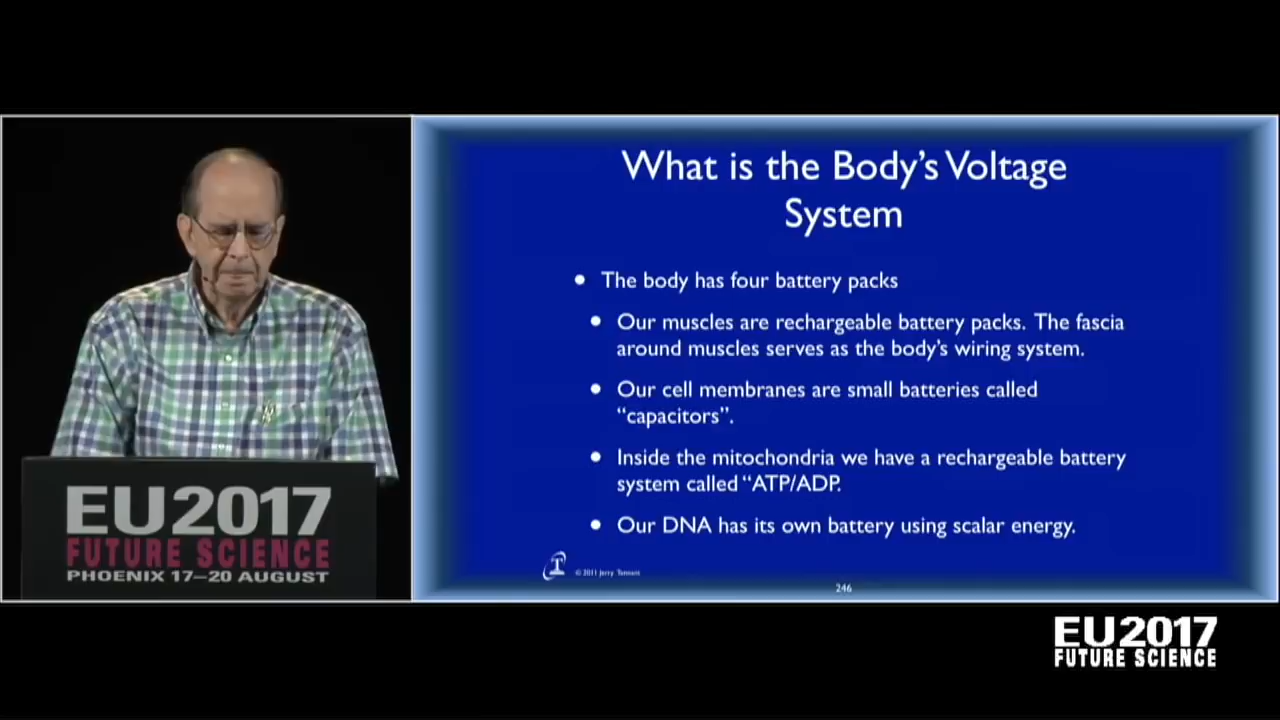 What is the Body's Voltage
System
• The body has four battery packs
• Our muscles are rechargeable battery packs. The fascia
around muscles serves as the body's wiring system.
• Our cell membranes are small batteries called
"capacitors".
• Inside the mitochondria we have a rechargeable battery
system called "ATP/ADP.
• Our DNA has its own battery using scalar energy.
T
© 2011 Jerry Tennant
246
EU2017
FUTURE SCIENCE
PHOENIX 17–20 AUGUST
EU2017
FUTURE SCIENCE